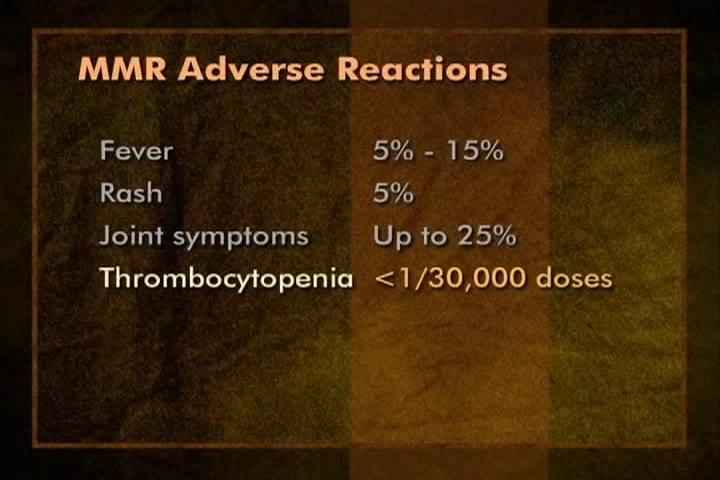 MMR Adverse Reactions
Fever 5% - 15%
Rash 5%
Joint symptoms Up to 25%
Thrombocytopenia <1/30,000 doses